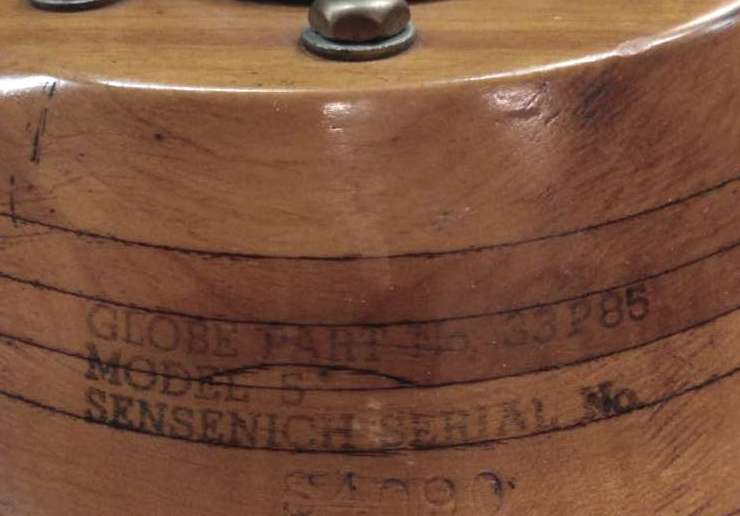 GLOBE PART No. 33P85
MODEL S
SENSENICH SERIAL No.